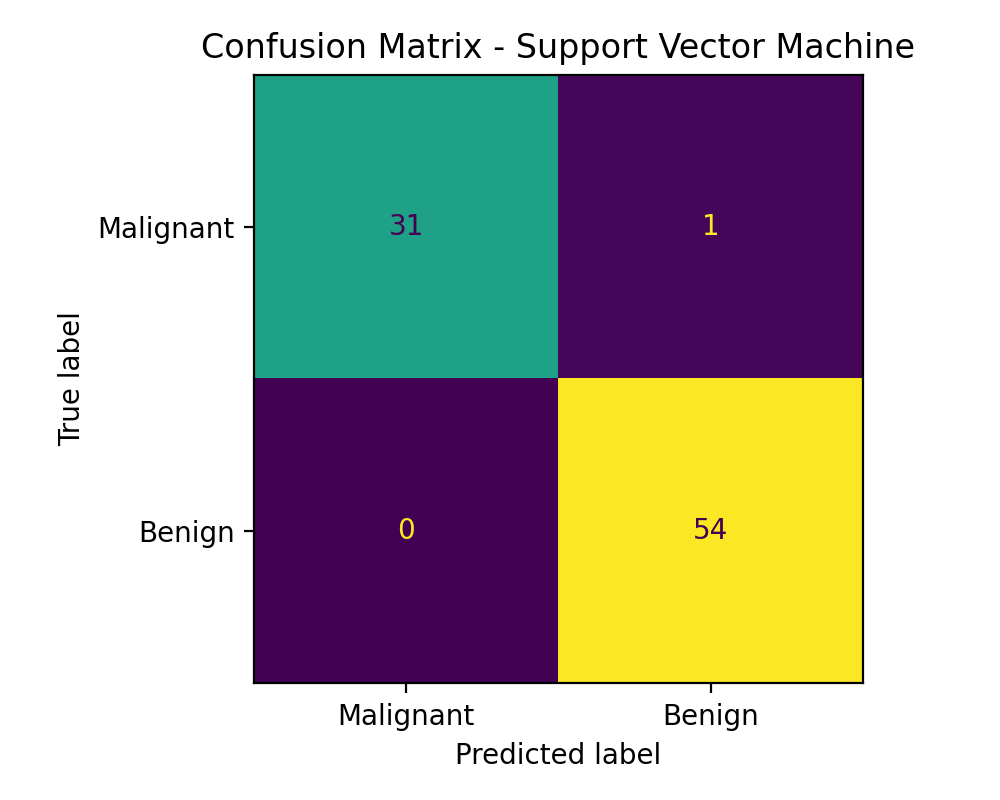 Confusion Matrix - Support Vector Machine
Malignant
31
1
True label
Benign
0
54
Malignant
Benign
Predicted label